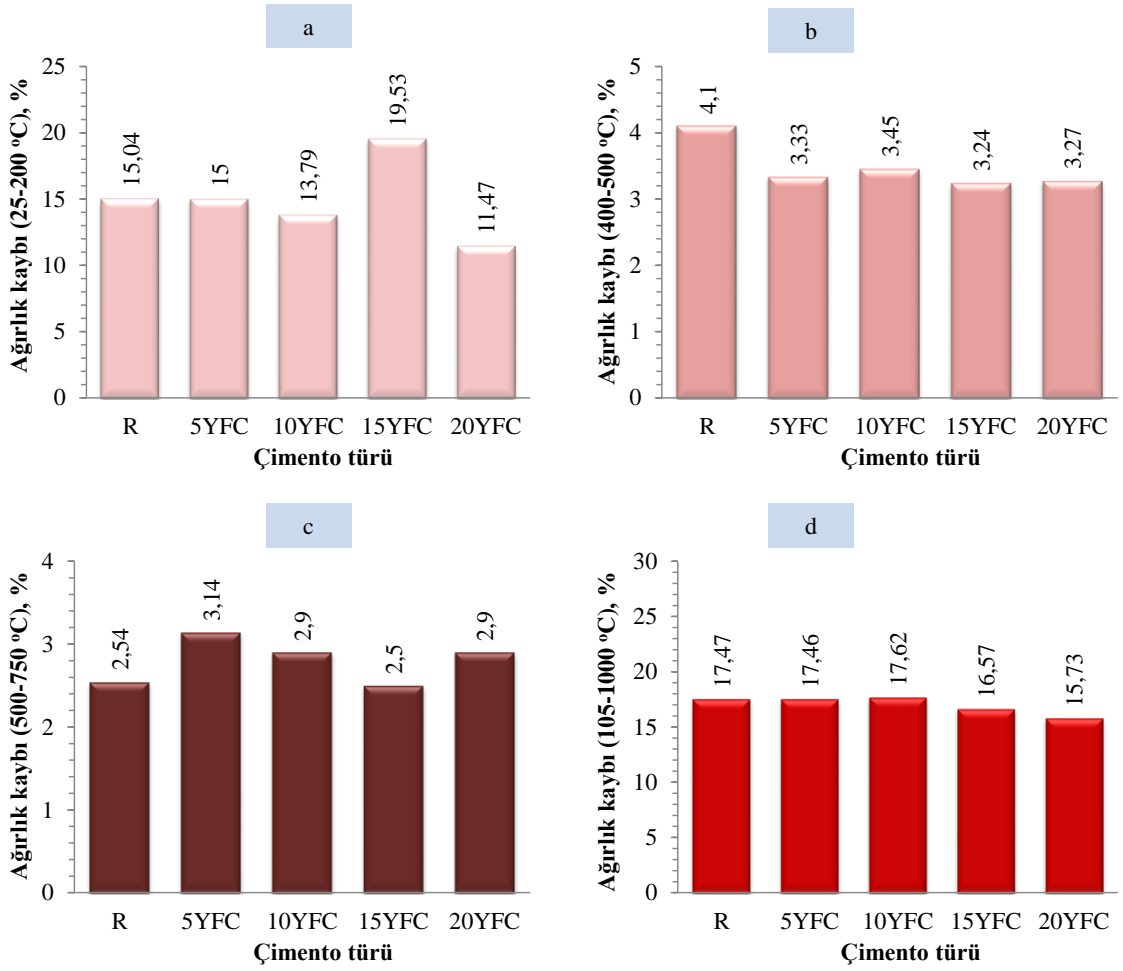 a
Ağırlık kaybı (25-200 ºC), %
25
20
15
10
5
0
15,04
15
13,79
19,53
11,47
R 5YFC 10YFC 15YFC 20YFC
Çimento türü
b
Ağırlık kaybı (400-500 ºC), %
5
4
3
2
1
0
4,1
3,33
3,45
3,24
3,27
R 5YFC 10YFC 15YFC 20YFC
Çimento türü
c
Ağırlık kaybı (500-750 ºC), %
4
3
2
1
0
2,54
3,14
2,9
2,5
2,9
R 5YFC 10YFC 15YFC 20YFC
Çimento türü
d
Ağırlık kaybı (105-1000 ºC), %
30
25
20
15
10
5
0
17,47
17,46
17,62
16,57
15,73
R 5YFC 10YFC 15YFC 20YFC
Çimento türü